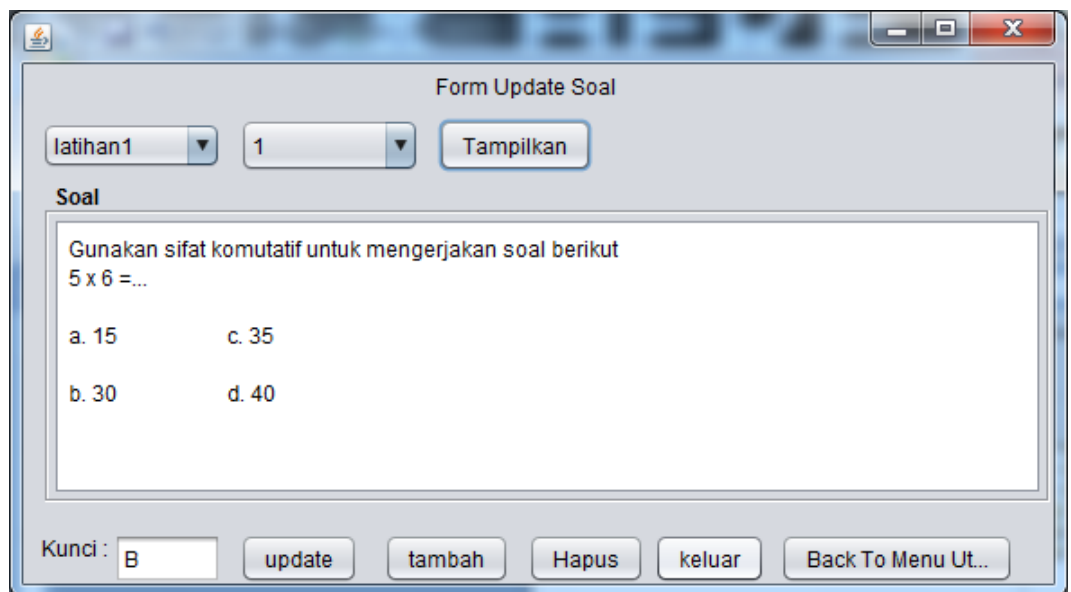 Form Update Soal
latihan1 1 Tampilkan
Soal
Gunakan sifat komutatif untuk mengerjakan soal berikut
5 x 6 =...
a. 15 c. 35
b. 30 d. 40
Kunci : B update tambah Hapus keluar Back To Menu Ut...